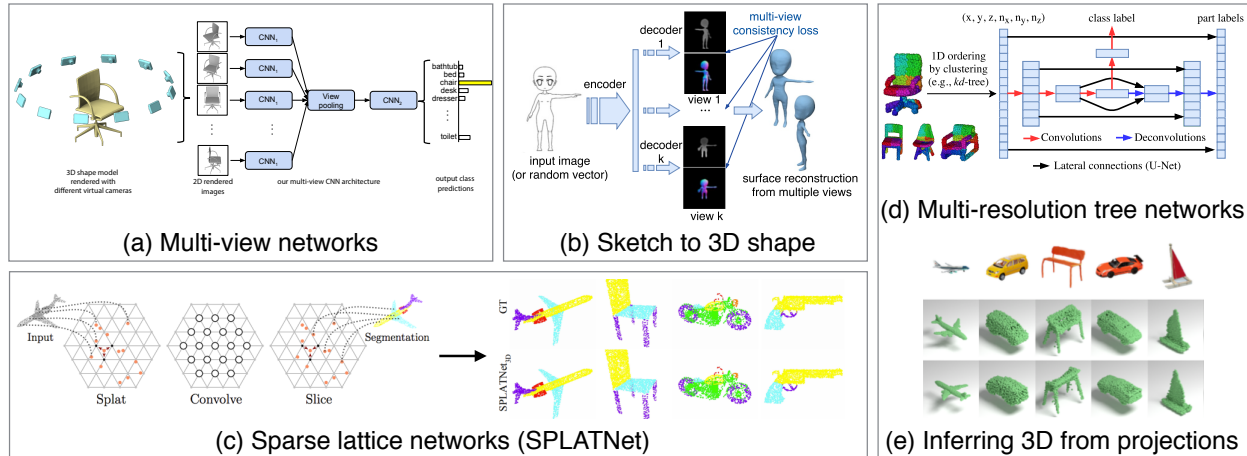 CNN₁
CNN₁
CNN₁
CNN₁
View
pooling
CNN₂
bathtub
bed
chair
desk
dresser
toilet
3D shape model
rendered with
different virtual cameras
2D rendered
images
our multi-view CNN architecture
output class
predictions
(a) Multi-view networks
input image
(or random vector)
encoder
decoder
1
view 1
...
decoder
k
view k
multi-view
consistency loss
surface reconstruction
from multiple views
(b) Sketch to 3D shape
Input
Splat
Convolve
Slice
Segmentation
GT
SPLATNet₃D
(c) Sparse lattice networks (SPLATNet)
1D ordering
by clustering
(e.g., kd-tree)
(x, y, z, nₓ, nᵧ, n_z)
class label
part labels
Convolutions
Deconvolutions
Lateral connections (U-Net)
(d) Multi-resolution tree networks
(e) Inferring 3D from projections